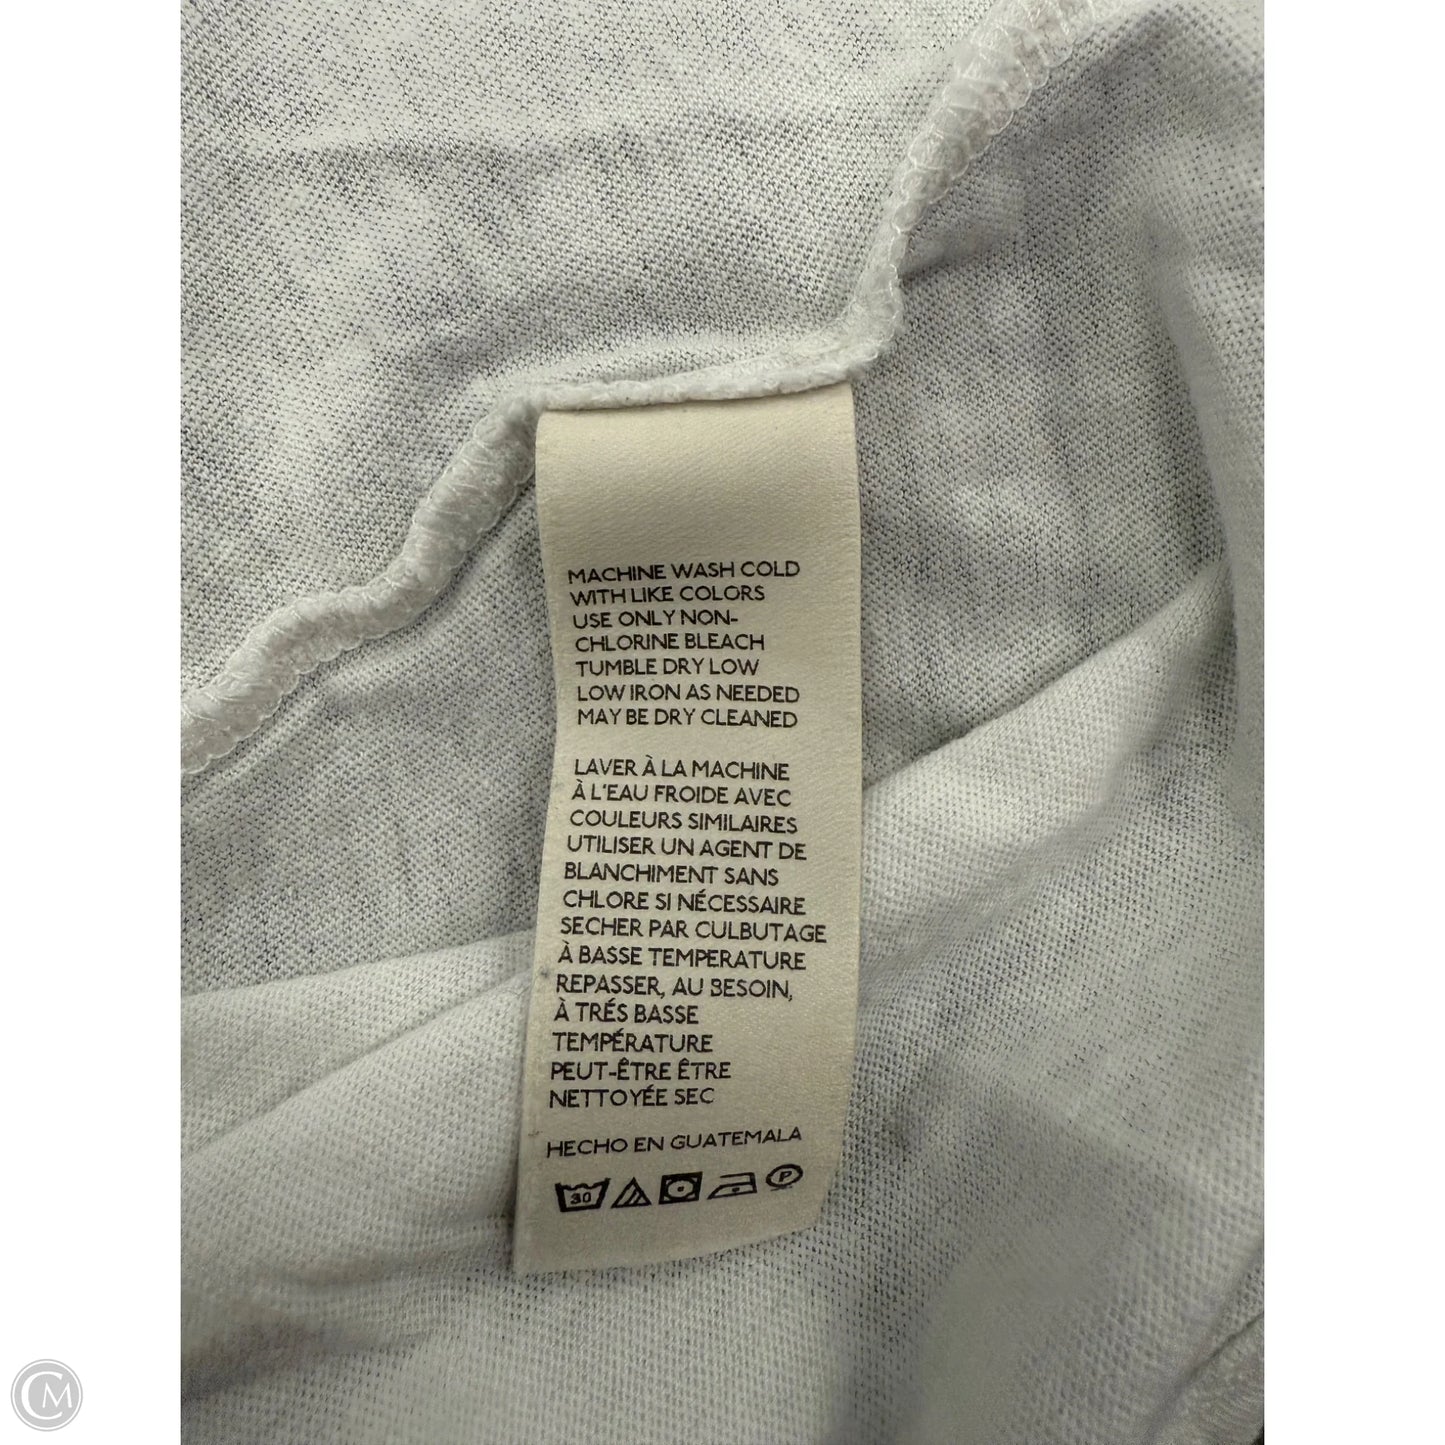 MACHINE WASH COLD
WITH LIKE COLORS
USE ONLY NON-
CHLORINE BLEACH
TUMBLE DRY LOW
LOW IRON AS NEEDED
MAY BE DRY CLEANED
LAVER À LA MACHINE
À L'EAU FROIDE AVEC
COULEURS SIMILAIRES
UTILISER UN AGENT DE
BLANCHIMENT SANS
CHLORE SI NÉCESSAIRE
SECHER PAR CULBUTAGE
À BASSE TEMPERATURE
REPASSER, AU BESOIN,
À TRÉS BASSE
TEMPÉRATURE
PEUT-ÊTRE ÊTRE
NETTOYÉE SEC
HECHO EN GUATEMALA
30 P
CM